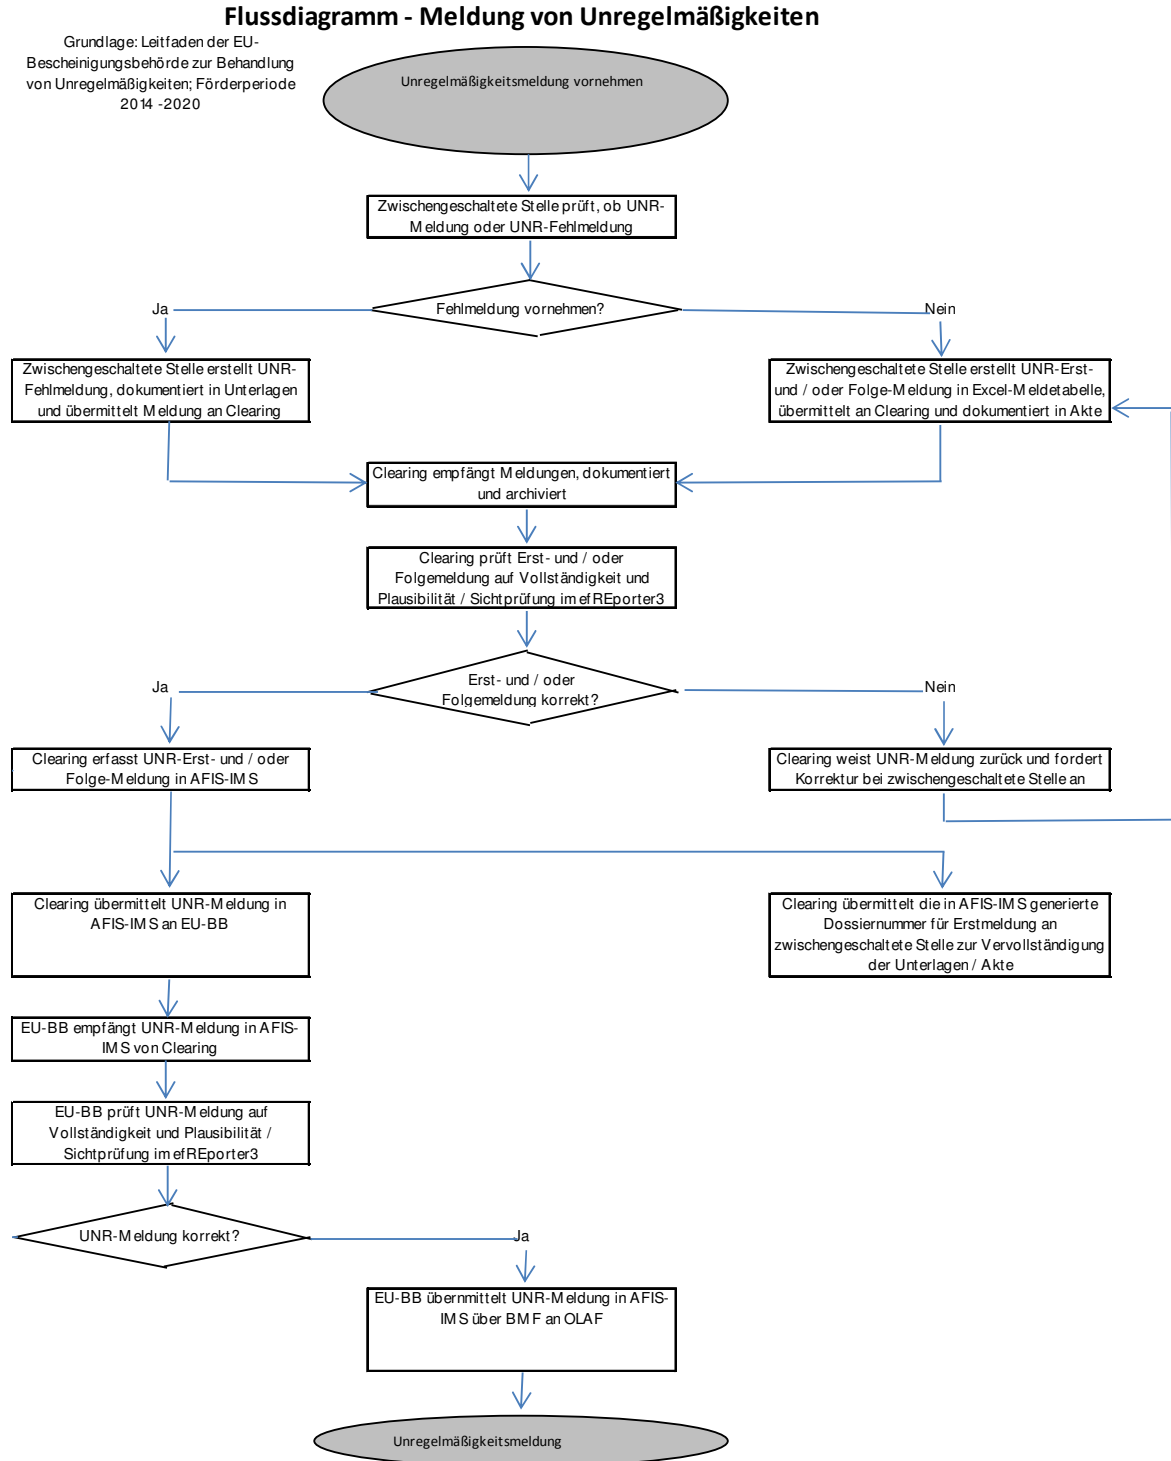 Flussdiagramm - Meldung von Unregelmäßigkeiten
Grundlage: Leitfaden der EU-
Bescheinigungsbehörde zur Behandlung
von Unregelmäßigkeiten; Förderperiode
2014 -2020
Unregelmäßigkeitsmeldung vornehmen
Zwischengeschaltete Stelle prüft, ob UNR-
Meldung oder UNR-Fehlmeldung
Fehlmeldung vornehmen?
Ja
Nein
Zwischengeschaltete Stelle erstellt UNR-
Fehlmeldung, dokumentiert in Unterlagen
und übermittelt Meldung an Clearing
Zwischengeschaltete Stelle erstellt UNR-Erst-
und / oder Folge-Meldung in Excel-Meldetabelle,
übermittelt an Clearing und dokumentiert in Akte
Clearing empfängt Meldungen, dokumentiert
und archiviert
Clearing prüft Erst- und / oder
Folgemeldung auf Vollständigkeit und
Plausibilität / Sichtprüfung im efREporter3
Erst- und / oder
Folgemeldung korrekt?
Ja
Nein
Clearing erfasst UNR-Erst- und / oder
Folge-Meldung in AFIS-IMS
Clearing weist UNR-Meldung zurück und fordert
Korrektur bei zwischengeschaltete Stelle an
Clearing übermittelt UNR-Meldung in
AFIS-IMS an EU-BB
Clearing übermittelt die in AFIS-IMS generierte
Dossiernummer für Erstmeldung an
zwischengeschaltete Stelle zur Vervollständigung
der Unterlagen / Akte
EU-BB empfängt UNR-Meldung in AFIS-
IMS von Clearing
EU-BB prüft UNR-Meldung auf
Vollständigkeit und Plausibilität /
Sichtprüfung im efREporter3
UNR-Meldung korrekt?
Ja
EU-BB übernmittelt UNR-Meldung in AFIS-
IMS über BMF an OLAF
Unregelmäßigkeitsmeldung